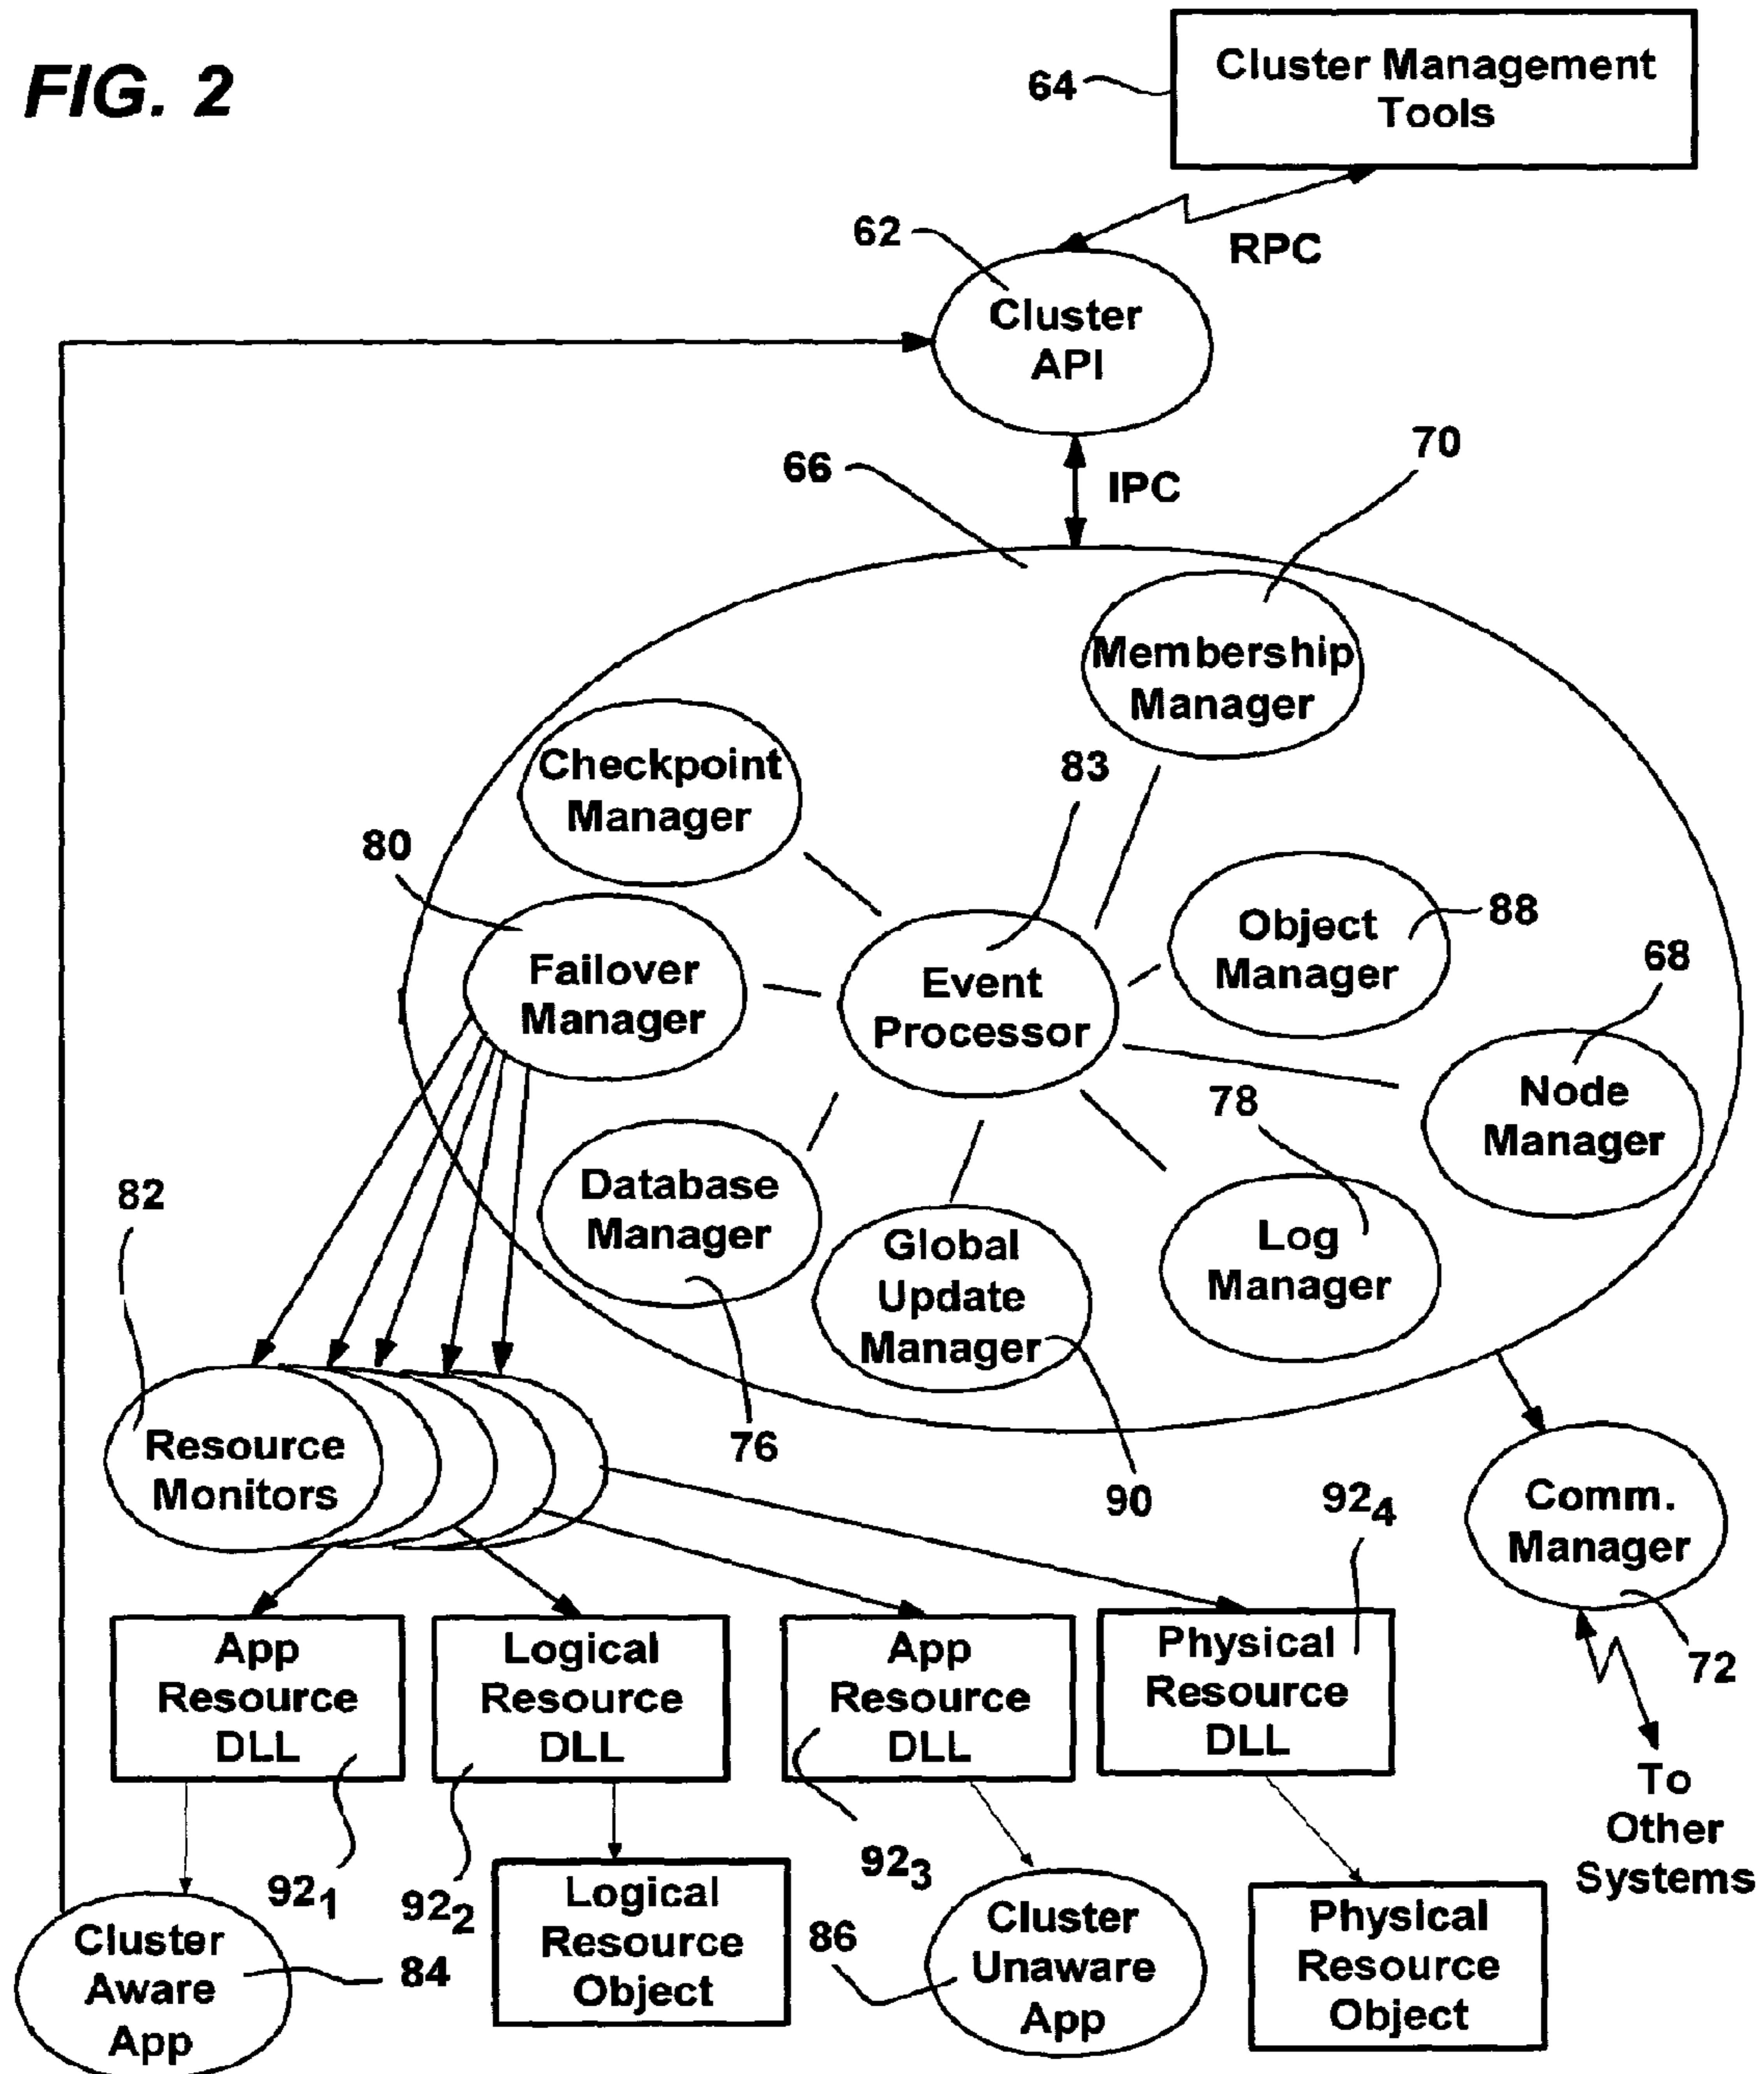 FIG. 2
64
Cluster Management
Tools
62
RPC
Cluster
API
66
IPC
70
Membership
Manager
Checkpoint
Manager
83
80
Failover
Manager
Event
Processor
Object
Manager
88
68
Node
Manager
78
Log
Manager
Database
Manager
76
Global
Update
Manager
90
82
Resource
Monitors
Comm.
Manager
72
To
Other
Systems
App
Resource
DLL
92₁
Logical
Resource
DLL
92₂
App
Resource
DLL
92₃
Physical
Resource
DLL
92₄
Cluster
Aware
App
84
Logical
Resource
Object
86
Cluster
Unaware
App
Physical
Resource
Object